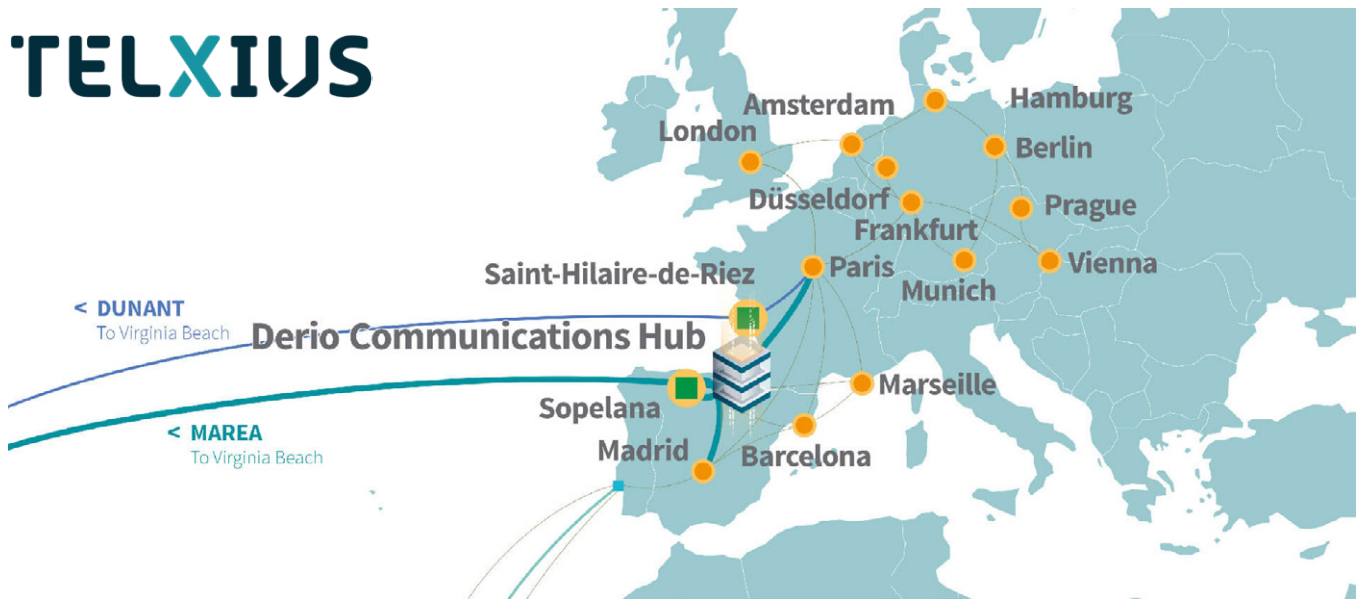 TELXIUS
Hamburg
Amsterdam
London
Berlin
Düsseldorf
Prague
Frankfurt
Saint-Hilaire-de-Riez
Paris
Vienna
Munich
< DUNANT
To Virginia Beach
Derio Communications Hub
Marseille
Sopelana
< MAREA
To Virginia Beach
Madrid
Barcelona